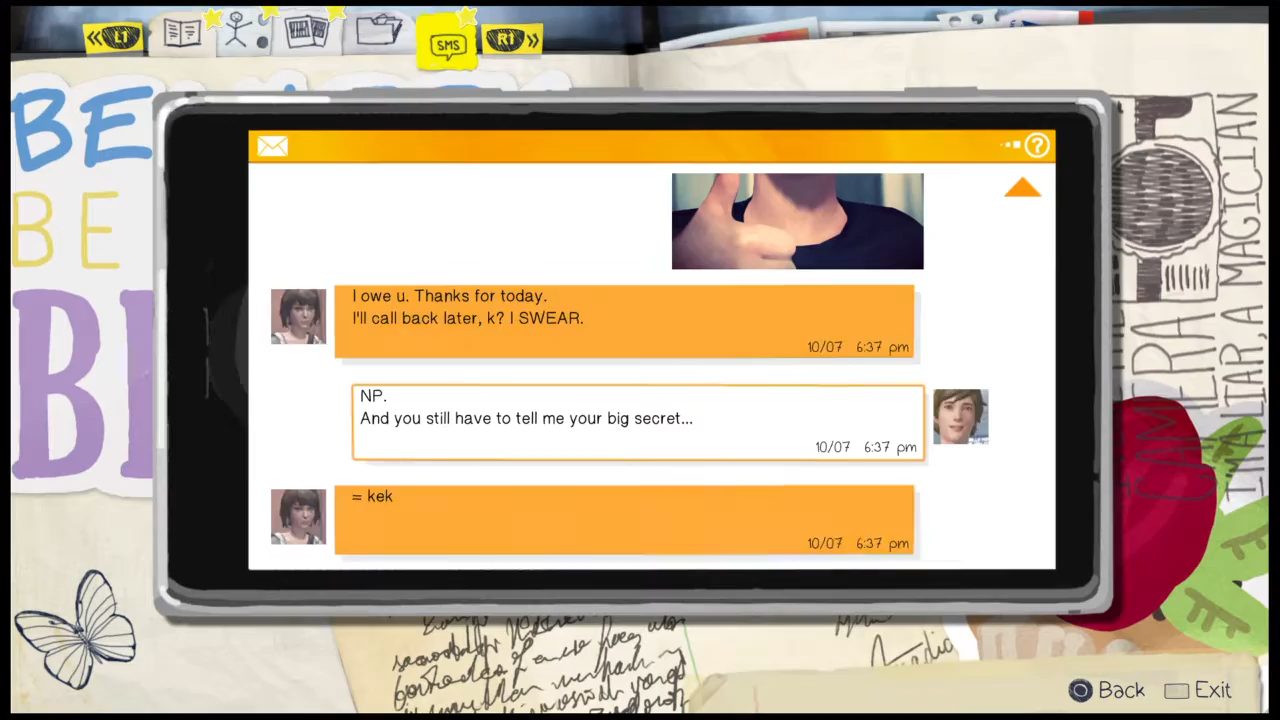 L1
SMS
R1
BE
BE
?
I owe u. Thanks for today.
I'll call back later, k? I SWEAR.
10/07 6:37 pm
NP.
And you still have to tell me your big secret...
10/07 6:37 pm
= kek
10/07 6:37 pm
CAMERA
LIAR, A MAGICIAN
Back
Exit